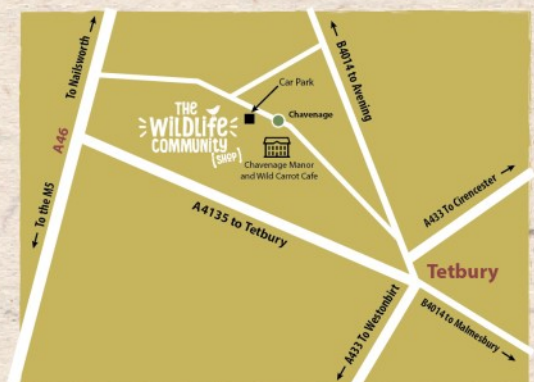 To Nailsworth
A46
To the M5
B4014 to Avening
Car Park
THE
WILDLIFE
COMMUNITY
[SHOP]
Chavenage
Chavenage Manor
and Wild Carrot Cafe
A4135 to Tetbury
A433 To Cirencester
Tetbury
A433 To Westonbirt
B4014 to Malmesbury